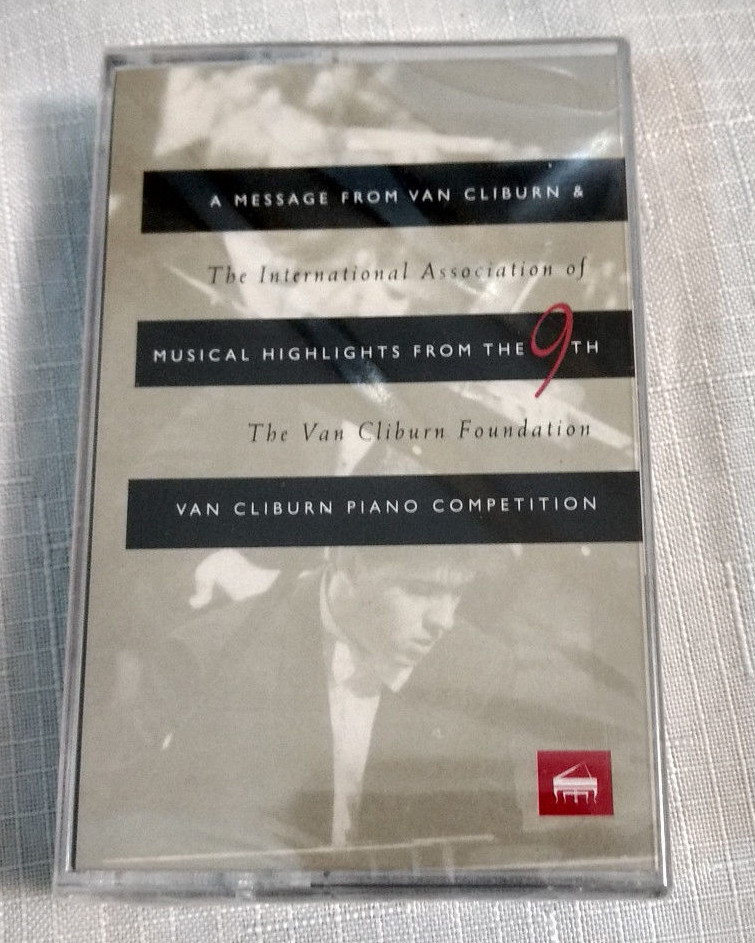 A MESSAGE FROM VAN CLIBURN &
The International Association of
MUSICAL HIGHLIGHTS FROM THE 9TH
The Van Cliburn Foundation
VAN CLIBURN PIANO COMPETITION